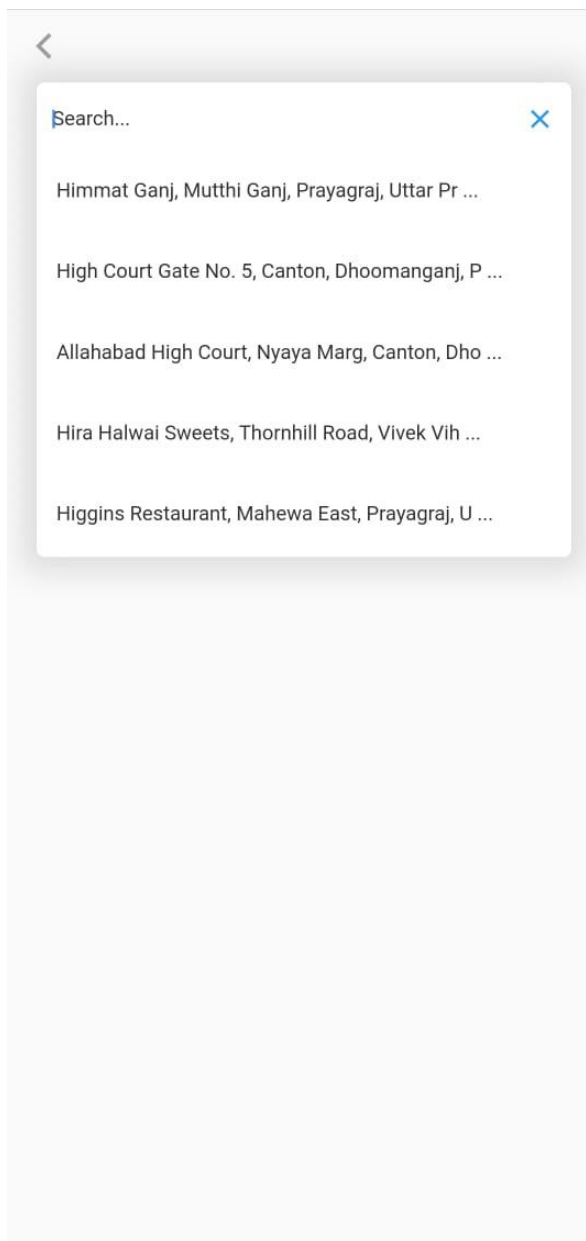 Search...
Himmat Ganj, Mutthi Ganj, Prayagraj, Uttar Pr ...
High Court Gate No. 5, Canton, Dhoomanganj, P ...
Allahabad High Court, Nyaya Marg, Canton, Dho ...
Hira Halwai Sweets, Thornhill Road, Vivek Vih ...
Higgins Restaurant, Mahewa East, Prayagraj, U ...